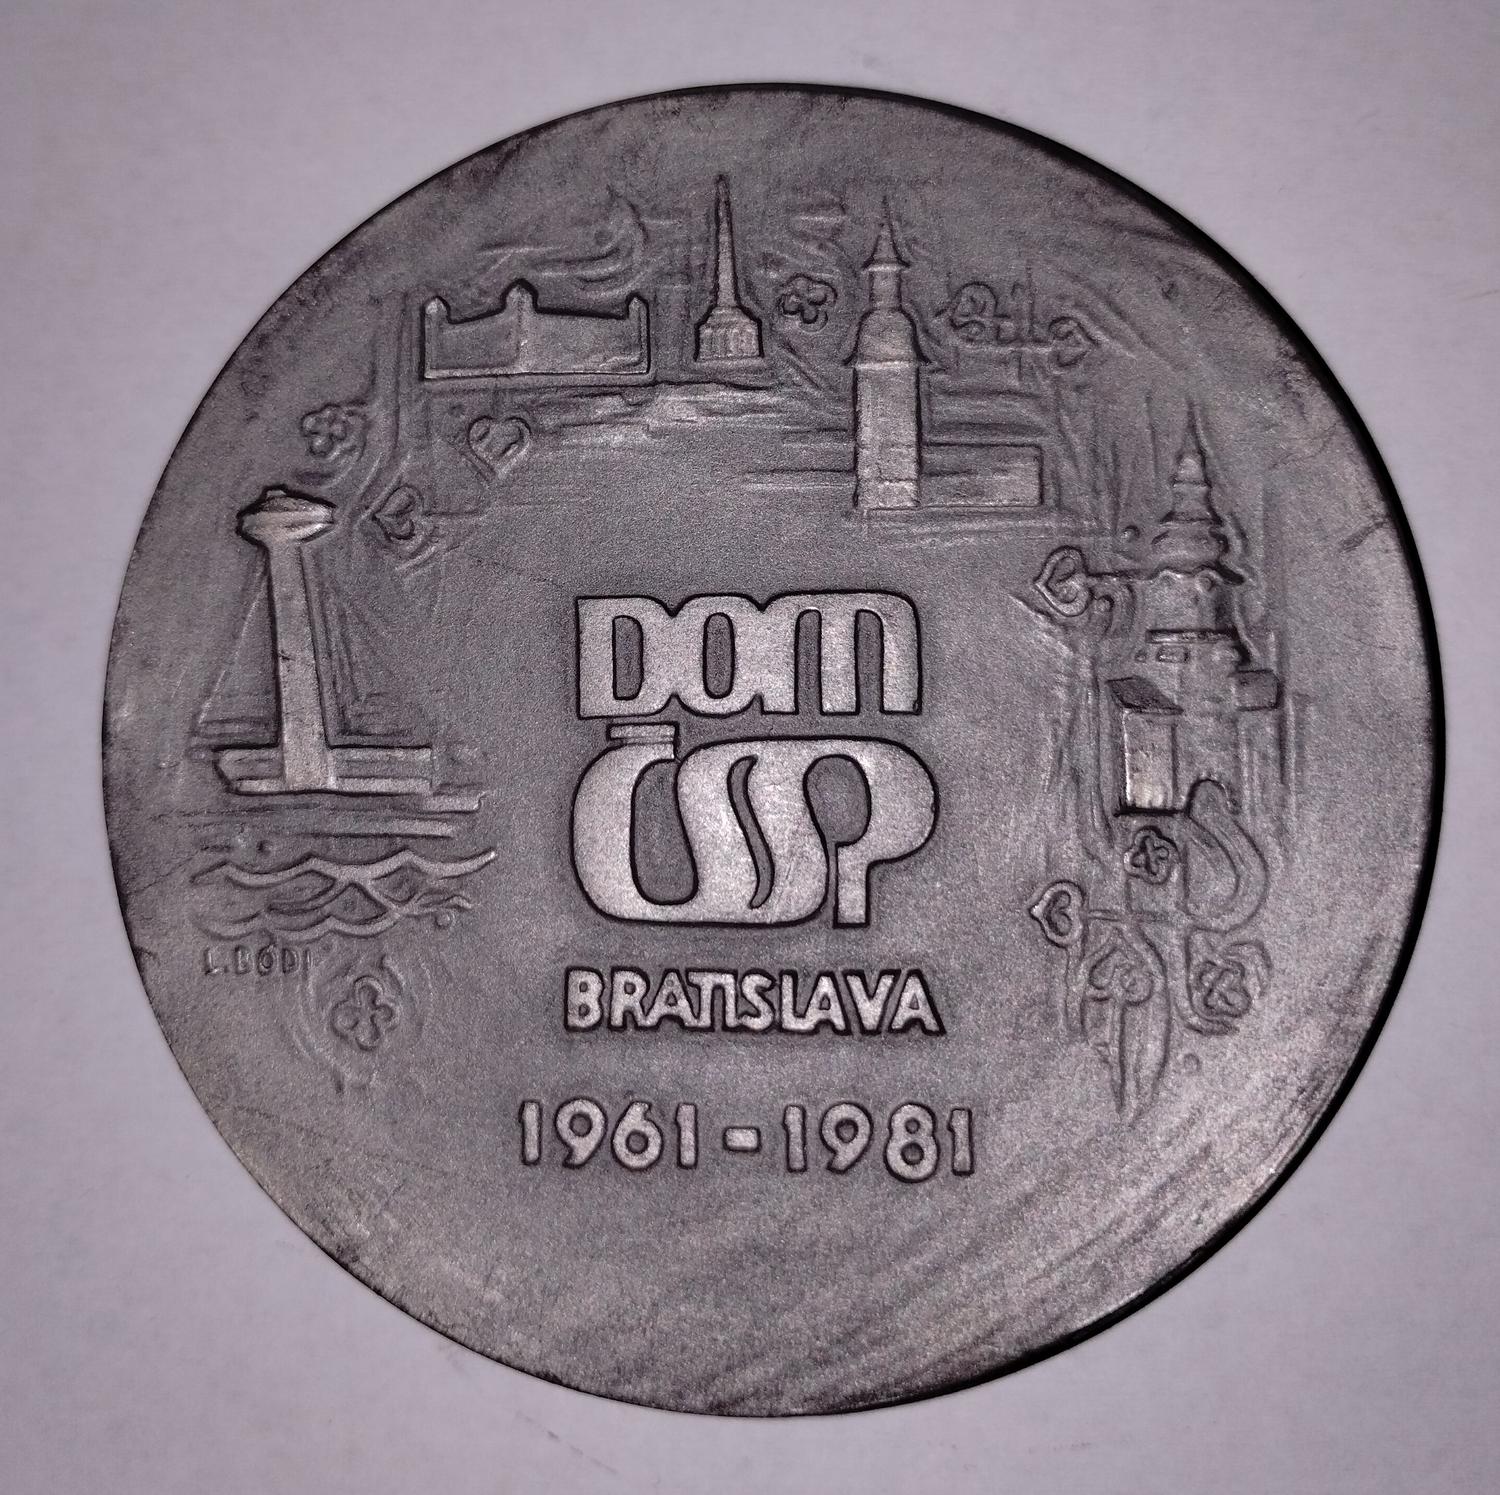 DOM
ČSSP
BRATISLAVA
1961-1981
L.BÓDI